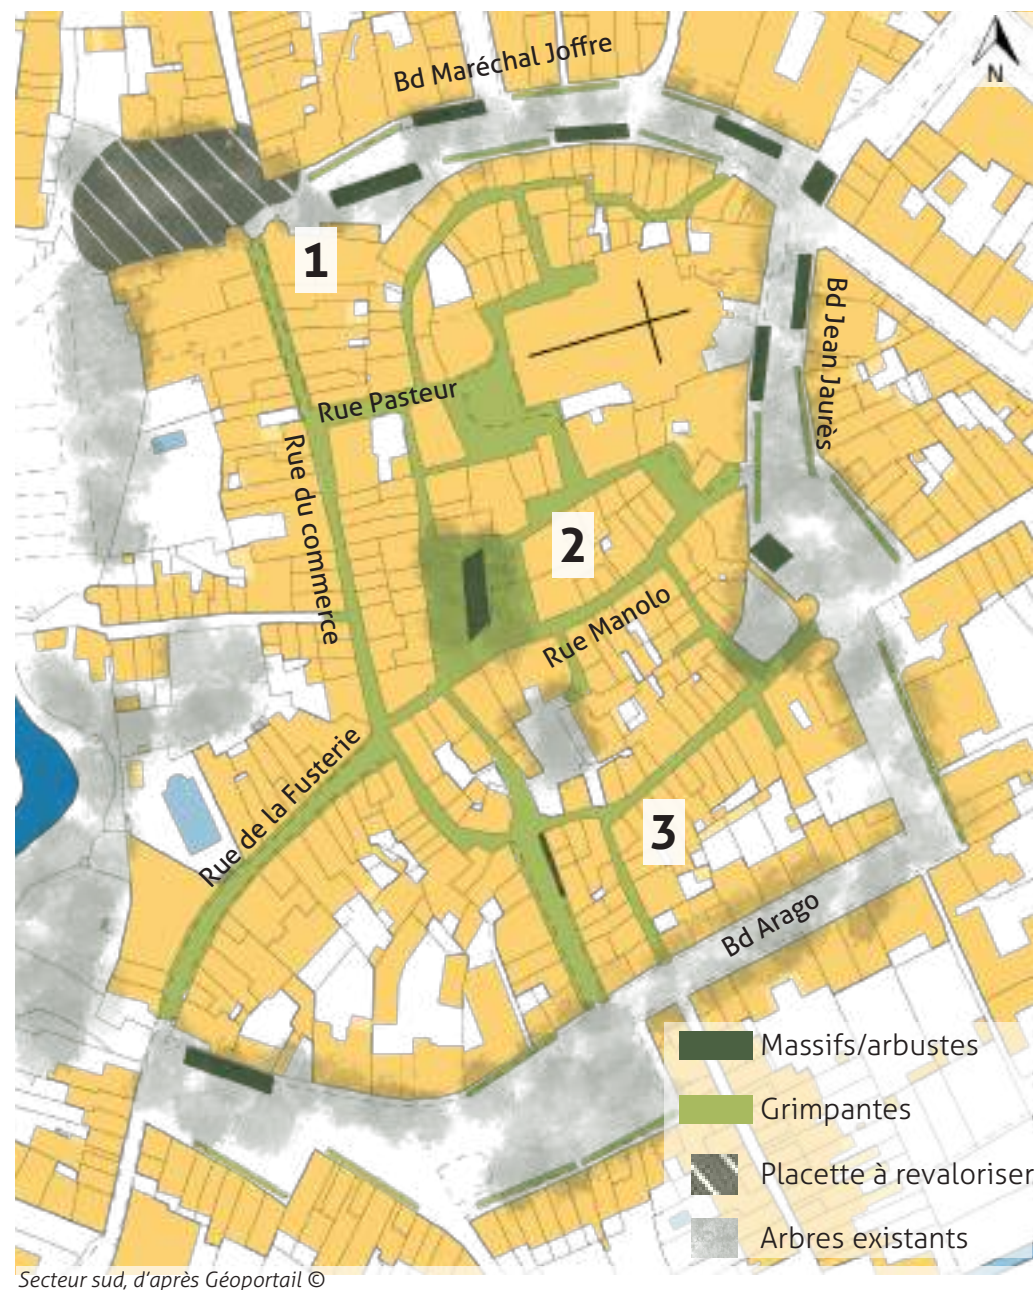 Bd Maréchal Joffre
N
1
Bd Jean Jaurès
Rue Pasteur
Rue du commerce
2
Rue Manolo
Rue de la Fusterie
3
Bd Arago
Massifs/arbustes
Grimpantes
Placette à revaloriser
Arbres existants
Secteur sud, d'après Géoportail ©